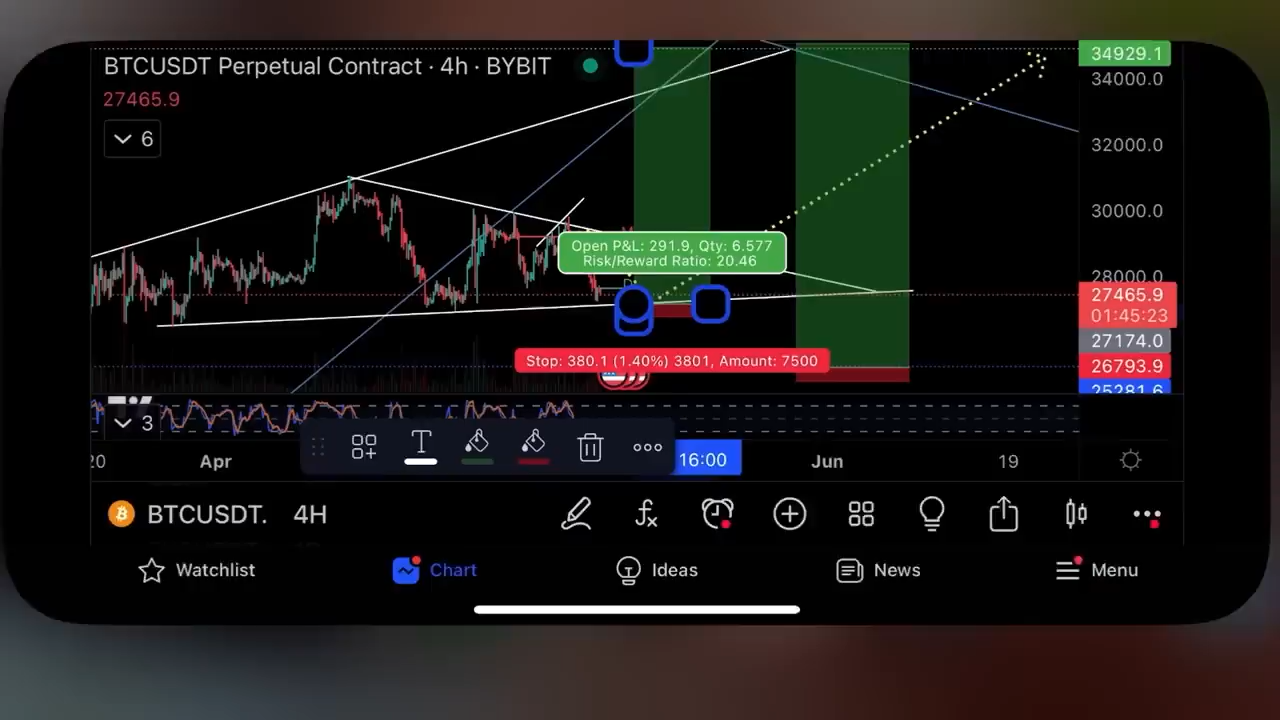 BTCUSDT Perpetual Contract · 4h · BYBIT
27465.9
6
34929.1
34000.0
32000.0
30000.0
28000.0
27465.9
01:45:23
27174.0
26793.9
25281.6
Open P&L: 291.9, Qty: 6.577
Risk/Reward Ratio: 20.46
Stop: 380.1 (1.40%) 3801, Amount: 7500
3
20
Apr
16:00
Jun
19
BTCUSDT. 4H
Watchlist
Chart
Ideas
News
Menu